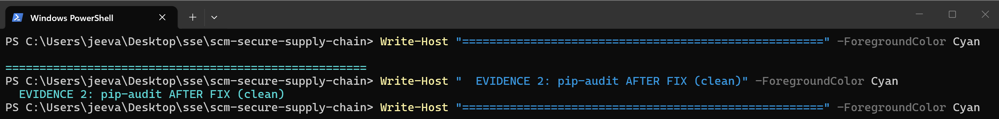 Windows PowerShell
PS C:\Users\jeeva\Desktop\sse\scm-secure-supply-chain> Write-Host "=====================================================" -ForegroundColor Cyan
=====================================================
PS C:\Users\jeeva\Desktop\sse\scm-secure-supply-chain> Write-Host "  EVIDENCE 2: pip-audit AFTER FIX (clean)" -ForegroundColor Cyan
  EVIDENCE 2: pip-audit AFTER FIX (clean)
PS C:\Users\jeeva\Desktop\sse\scm-secure-supply-chain> Write-Host "=====================================================" -ForegroundColor Cyan